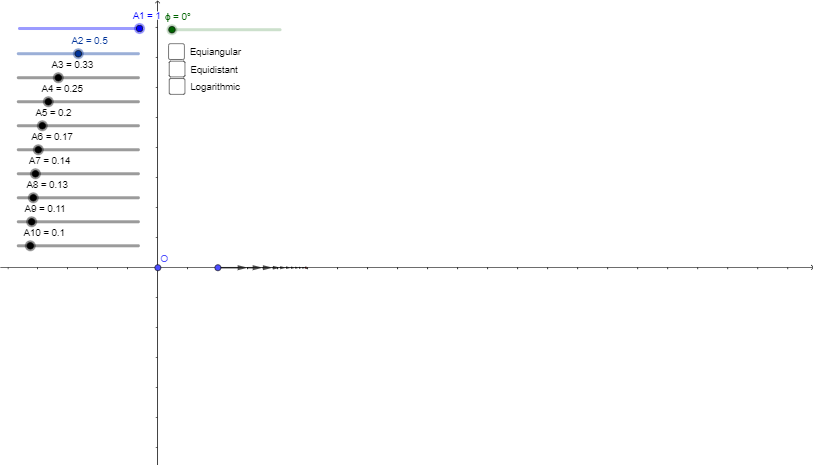 A1 = 1
ϕ = 0°
A2 = 0.5
Equiangular
A3 = 0.33
Equidistant
A4 = 0.25
Logarithmic
A5 = 0.2
A6 = 0.17
A7 = 0.14
A8 = 0.13
A9 = 0.11
A10 = 0.1
O